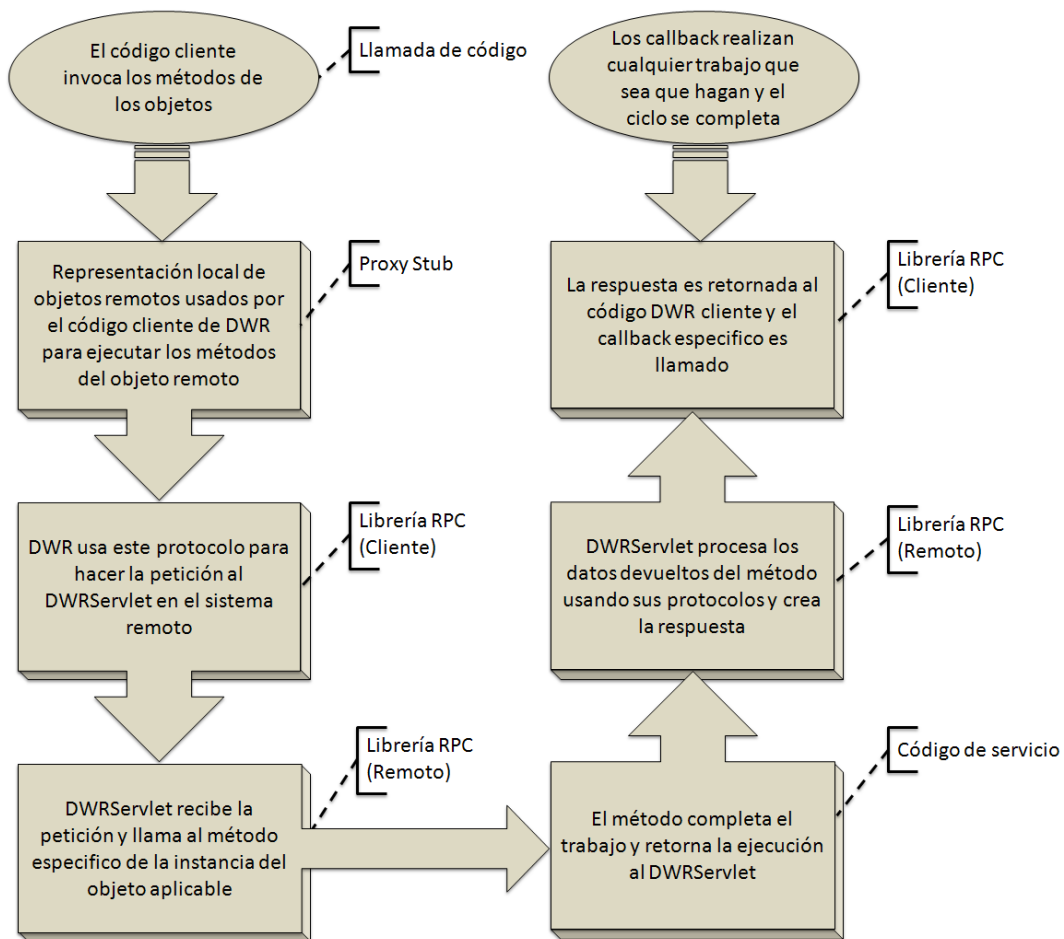 El código cliente
invoca los métodos de
los objetos
Llamada de código
Representación local de
objetos remotos usados por
el código cliente de DWR
para ejecutar los métodos
del objeto remoto
Proxy Stub
DWR usa este protocolo para
hacer la petición al
DWRServlet en el sistema
remoto
Librería RPC
(Cliente)
DWRServlet recibe la
petición y llama al método
especifico de la instancia del
objeto aplicable
Librería RPC
(Remoto)
El método completa el
trabajo y retorna la ejecución
al DWRServlet
Código de servicio
DWRServlet procesa los
datos devueltos del método
usando sus protocolos y crea
la respuesta
Librería RPC
(Remoto)
La respuesta es retornada al
código DWR cliente y el
callback especifico es
llamado
Librería RPC
(Cliente)
Los callback realizan
cualquier trabajo que
sea que hagan y el
ciclo se completa